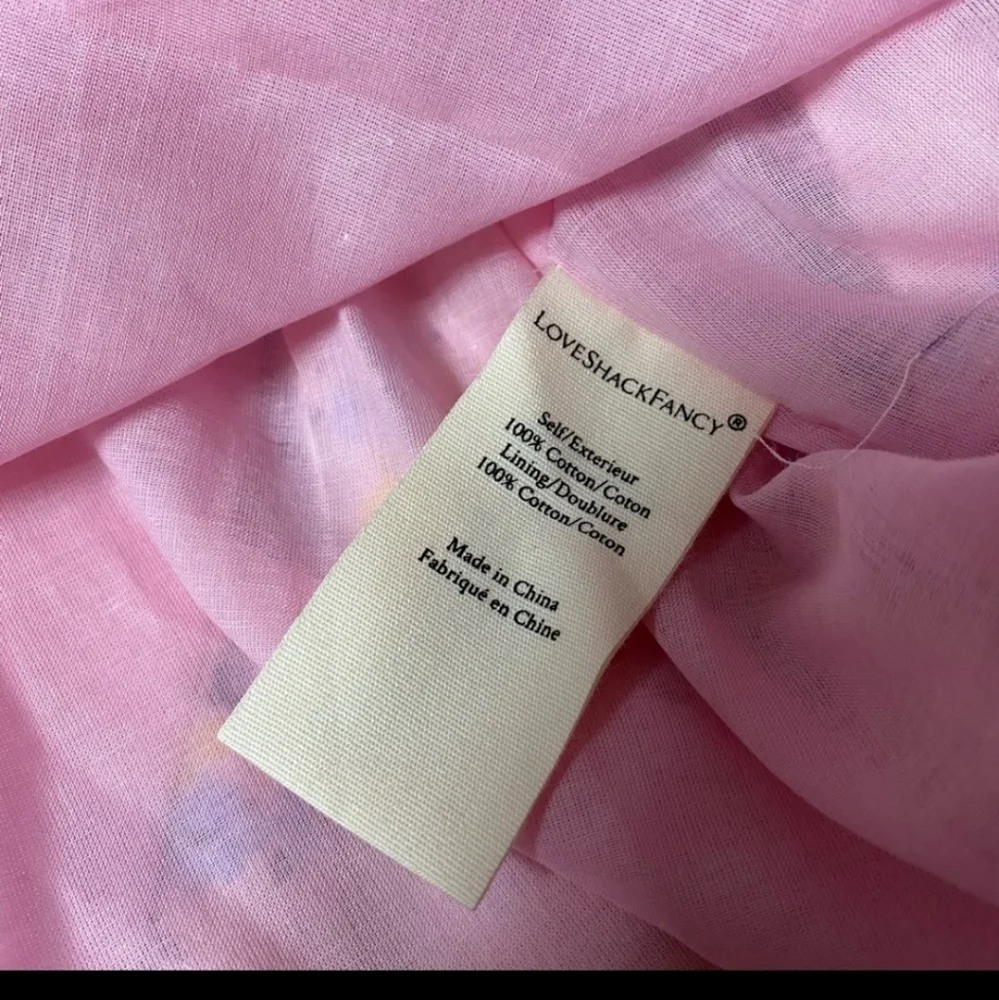 LOVESHACKFANCY®
Self/Exterieur
100% Cotton/Coton
Lining/Doublure
100% Cotton/Coton
Made in China
Fabriqué en Chine